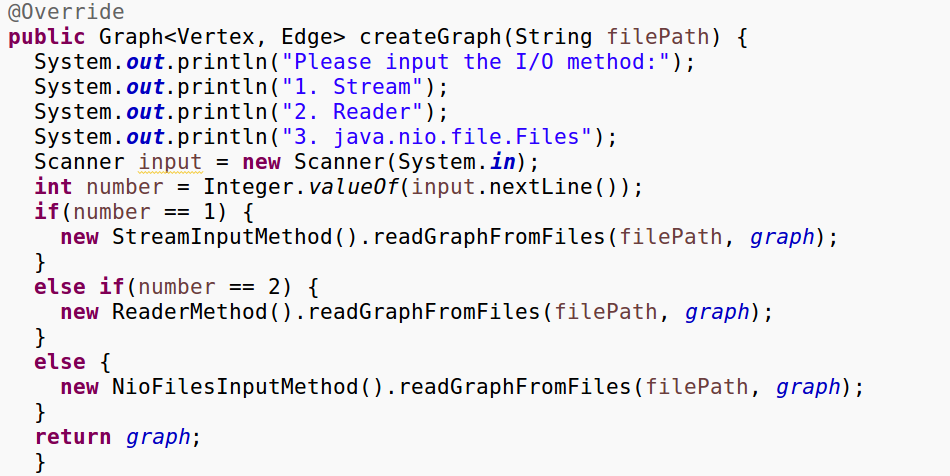 @Override
public Graph<Vertex, Edge> createGraph(String filePath) {
  System.out.println("Please input the I/O method:");
  System.out.println("1. Stream");
  System.out.println("2. Reader");
  System.out.println("3. java.nio.file.Files");
  Scanner input = new Scanner(System.in);
  int number = Integer.valueOf(input.nextLine());
  if(number == 1) {
    new StreamInputMethod().readGraphFromFiles(filePath, graph);
  }
  else if(number == 2) {
    new ReaderMethod().readGraphFromFiles(filePath, graph);
  }
  else {
    new NioFilesInputMethod().readGraphFromFiles(filePath, graph);
  }
  return graph;
  }